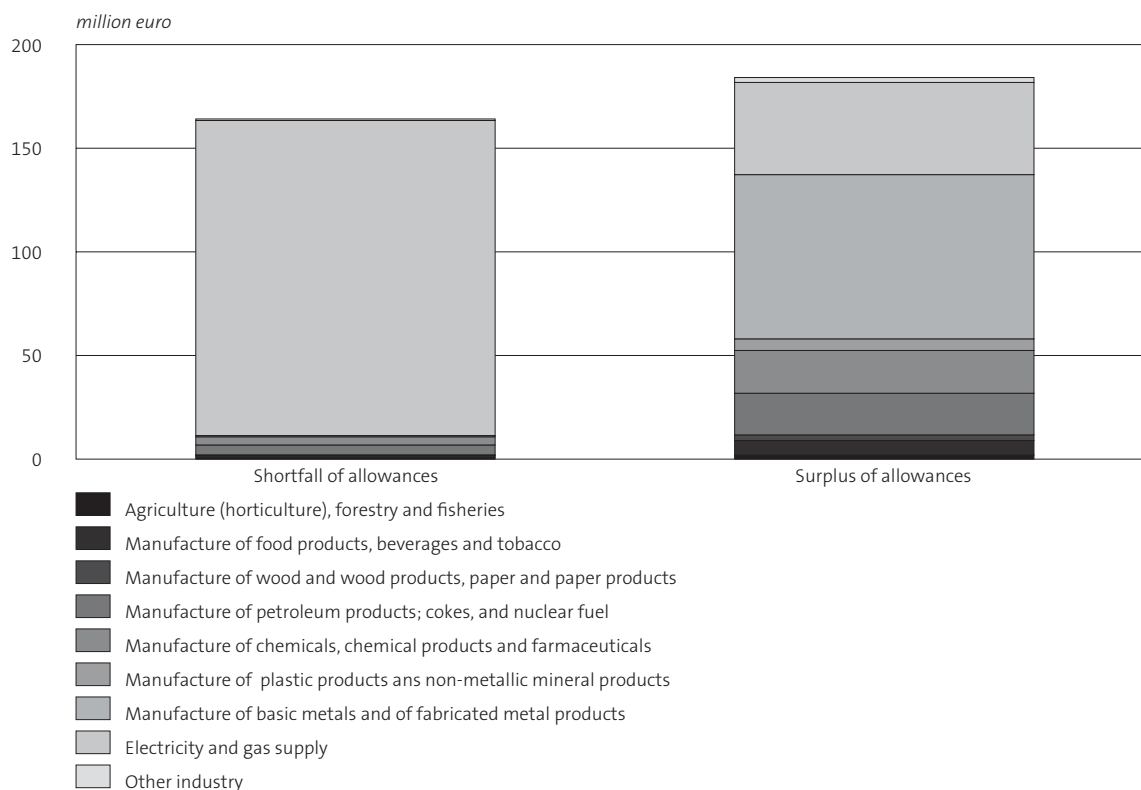 million euro
200
150
100
50
0
Shortfall of allowances Surplus of allowances
Agriculture (horticulture), forestry and fisheries
Manufacture of food products, beverages and tobacco
Manufacture of wood and wood products, paper and paper products
Manufacture of petroleum products; cokes, and nuclear fuel
Manufacture of chemicals, chemical products and farmaceuticals
Manufacture of plastic products ans non-metallic mineral products
Manufacture of basic metals and of fabricated metal products
Electricity and gas supply
Other industry